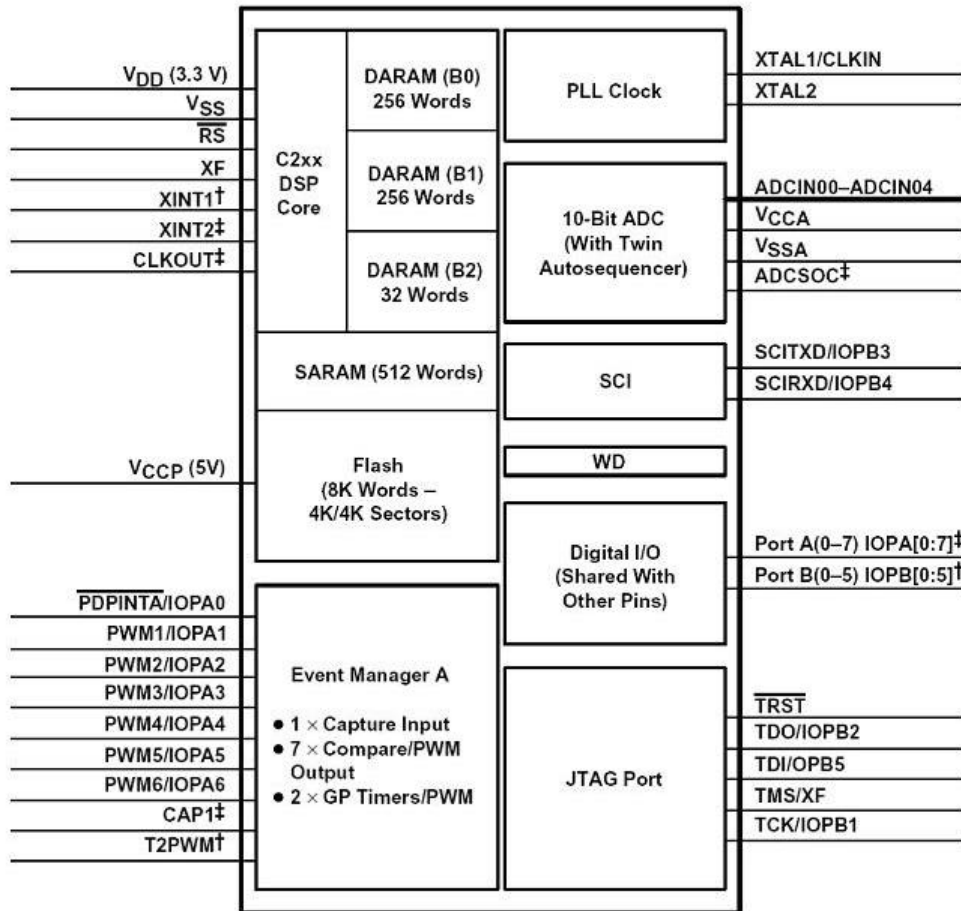 VDD (3.3 V)
VSS
RS
XF
XINT1†
XINT2‡
CLKOUT‡
VCCP (5V)
PDPINTA/IOPA0
PWM1/IOPA1
PWM2/IOPA2
PWM3/IOPA3
PWM4/IOPA4
PWM5/IOPA5
PWM6/IOPA6
CAP1‡
T2PWM†
C2xx
DSP
Core
DARAM (B0)
256 Words
DARAM (B1)
256 Words
DARAM (B2)
32 Words
SARAM (512 Words)
Flash
(8K Words –
4K/4K Sectors)
Event Manager A
● 1 × Capture Input
● 7 × Compare/PWM
Output
● 2 × GP Timers/PWM
PLL Clock
10-Bit ADC
(With Twin
Autosequencer)
SCI
WD
Digital I/O
(Shared With
Other Pins)
JTAG Port
XTAL1/CLKIN
XTAL2
ADCIN00–ADCIN04
VCCA
VSSA
ADCSOC‡
SCITXD/IOPB3
SCIRXD/IOPB4
Port A(0–7) IOPA[0:7]‡
Port B(0–5) IOPB[0:5]†
TRST
TDO/IOPB2
TDI/OPB5
TMS/XF
TCK/IOPB1